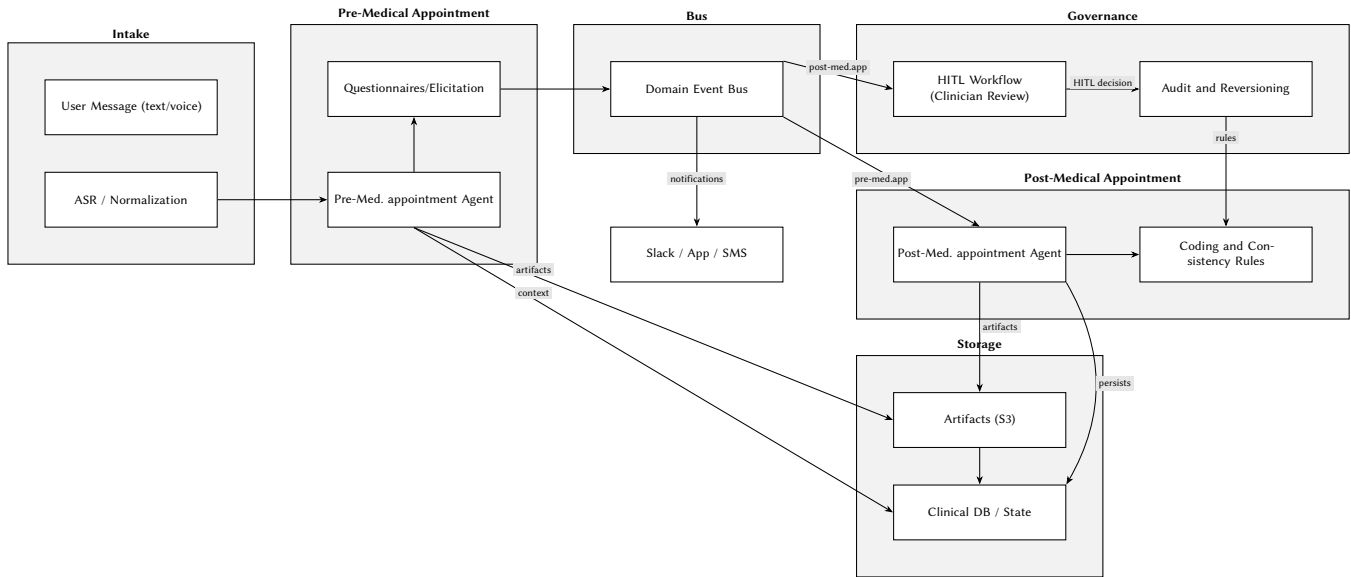 Intake
User Message (text/voice)
ASR / Normalization
Pre-Medical Appointment
Questionnaires/Elicitation
Pre-Med. appointment Agent
artifacts
context
Bus
Domain Event Bus
notifications
Slack / App / SMS
post-med.app
pre-med.app
Governance
HITL Workflow
(Clinician Review)
HITL decision
Audit and Reversioning
rules
Post-Medical Appointment
Post-Med. appointment Agent
Coding and Con-
sistency Rules
artifacts
persists
Storage
Artifacts (S3)
Clinical DB / State